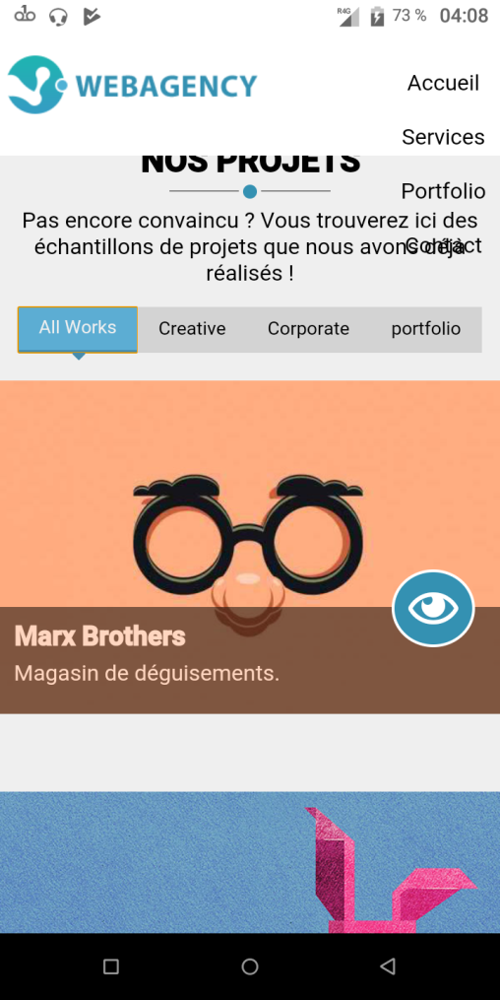 R4G 73 % 04:08
WEBAGENCY
Accueil
Services
Portfolio
Contact
NOS PROJETS
Pas encore convaincu ? Vous trouverez ici des
échantillons de projets que nous avons déjà
réalisés !
All Works Creative Corporate portfolio
Marx Brothers
Magasin de déguisements.